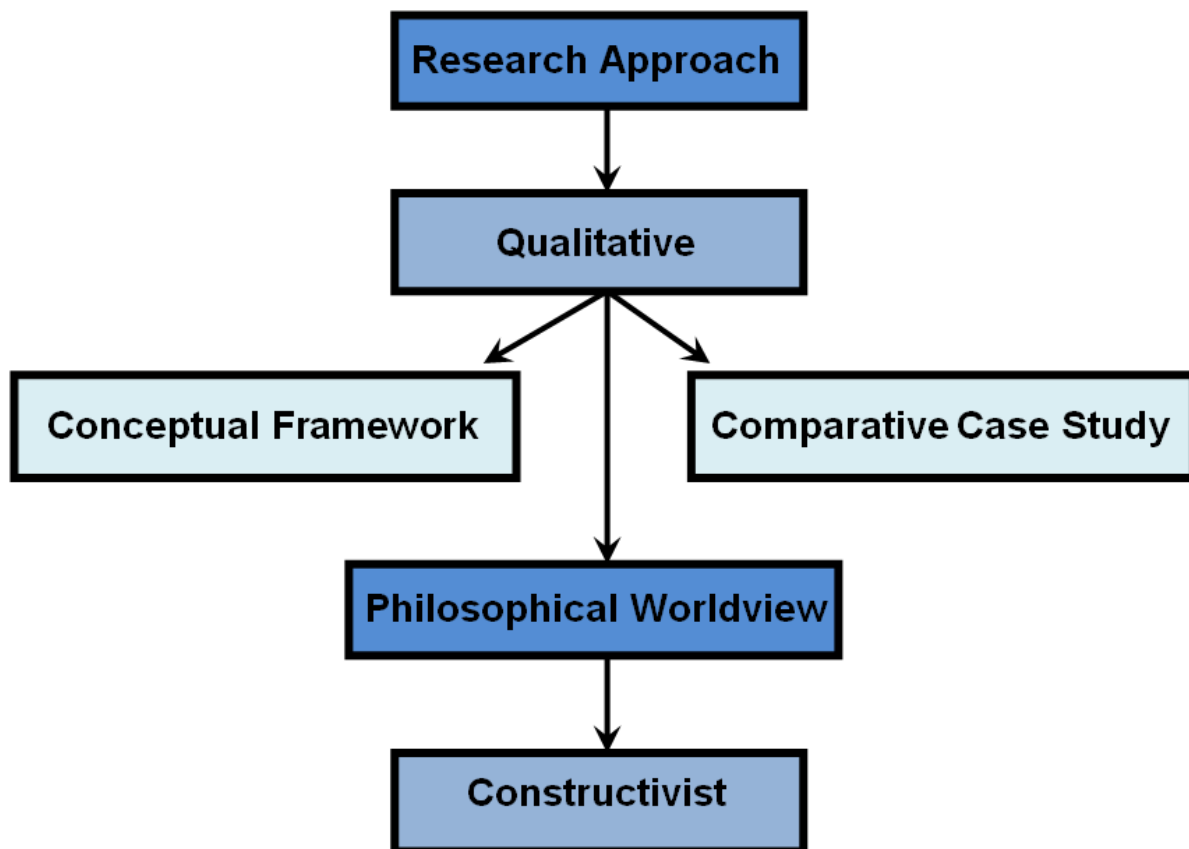 Research Approach
Qualitative
Conceptual Framework
Comparative Case Study
Philosophical Worldview
Constructivist